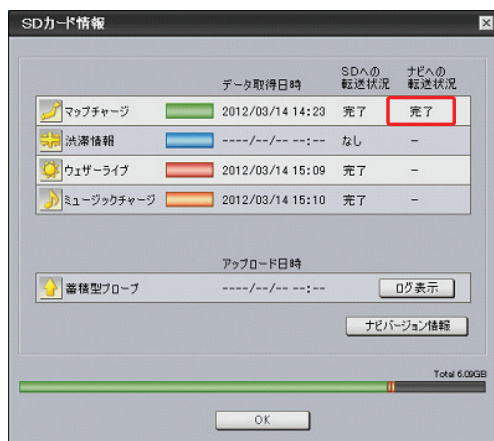 SDカード情報
データ取得日時 SDへの転送状況 ナビへの転送状況
マップチャージ 2012/03/14 14:23 完了 完了
渋滞情報 ----/--/-- --:-- なし -
ウェザーライブ 2012/03/14 15:09 完了 -
ミュージックチャージ 2012/03/14 15:10 完了 -
アップロード日時
蓄積型プローブ ----/--/-- --:-- ログ表示
ナビバージョン情報
Total 6.09GB
OK